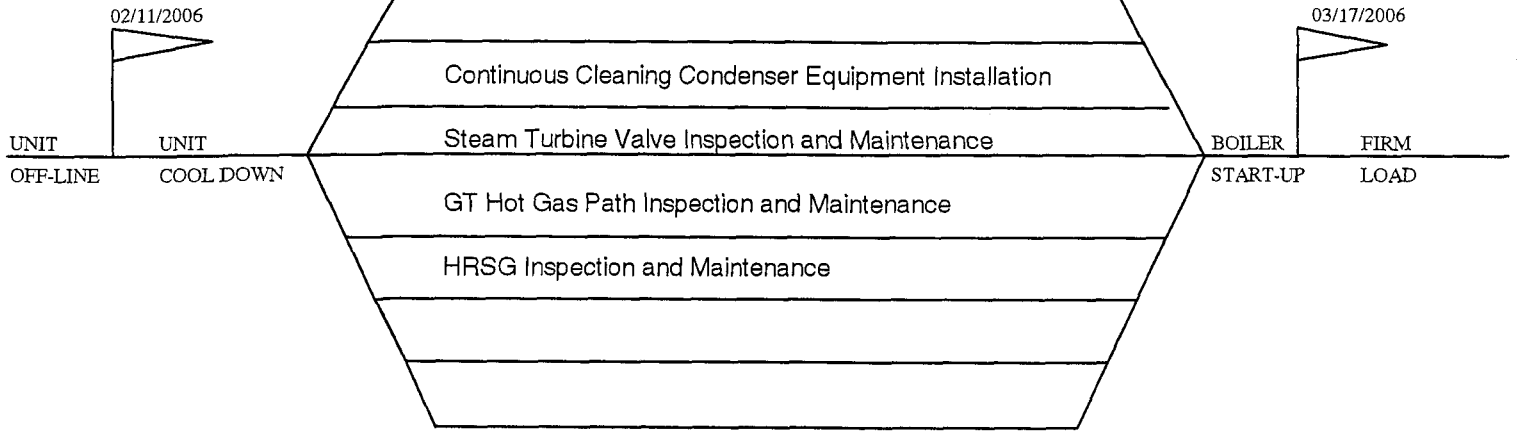 02/11/2006
03/17/2006
Continuous Cleaning Condenser Equipment Installation
UNIT UNIT Steam Turbine Valve Inspection and Maintenance BOILER FIRM
OFF-LINE COOL DOWN START-UP LOAD
GT Hot Gas Path Inspection and Maintenance
HRSG Inspection and Maintenance